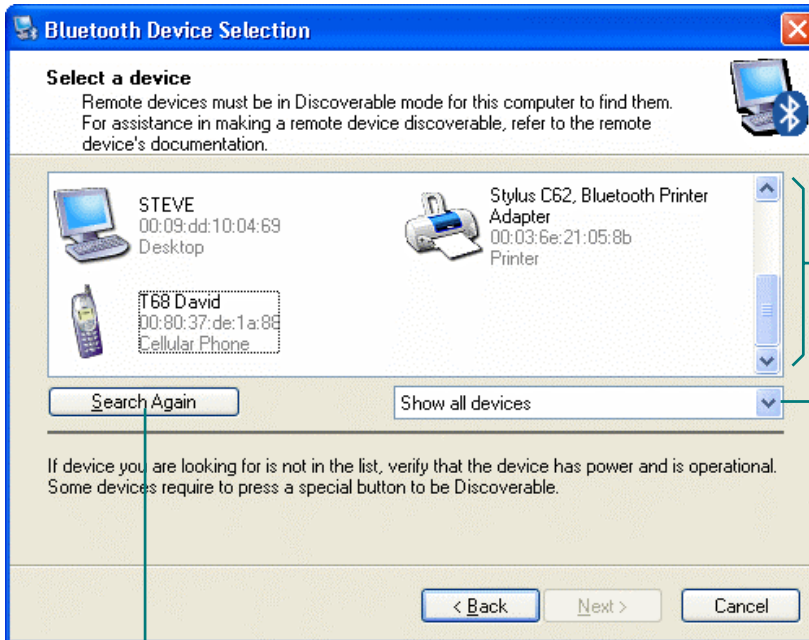 Bluetooth Device Selection
Select a device
Remote devices must be in Discoverable mode for this computer to find them.
For assistance in making a remote device discoverable, refer to the remote
device's documentation.
STEVE
00:09:dd:10:04:69
Desktop
Stylus C62, Bluetooth Printer
Adapter
00:03:6e:21:05:8b
Printer
T68 David
00:80:37:de:1a:88
Cellular Phone
Search Again
Show all devices
If device you are looking for is not in the list, verify that the device has power and is operational.
Some devices require to press a special button to be Discoverable.
< Back
Next >
Cancel